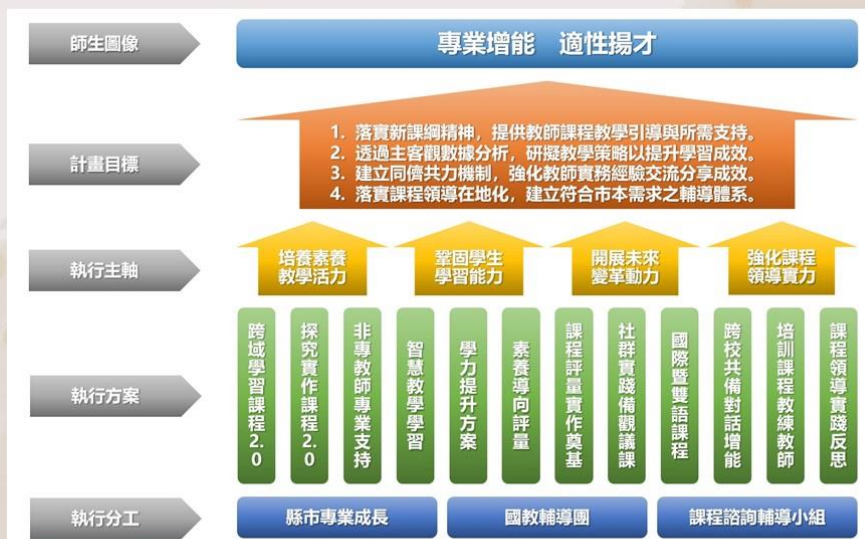 師生圖像
專業增能　適性揚才
計畫目標
1. 落實新課綱精神，提供教師課程教學引導與所需支持。
2. 透過主客觀數據分析，研擬教學策略以提升學習成效。
3. 建立同儕共力機制，強化教師實務經驗交流分享成效。
4. 落實課程領導在地化，建立符合市本需求之輔導體系。
執行主軸
培養素養
教學活力
鞏固學生
學習能力
開展未來
變革動力
強化課程
領導實力
執行方案
跨域學習課程2.0
探究實作課程2.0
非專教師專業支持
智慧教學學習
學力提升方案
素養導向評量
課程評量實作奠基
社群實踐備觀議課
國際暨雙語課程
跨校共備對話增能
培訓課程教練教師
課程領導實踐反思
執行分工
縣市專業成長
國教輔導團
課程諮詢輔導小組